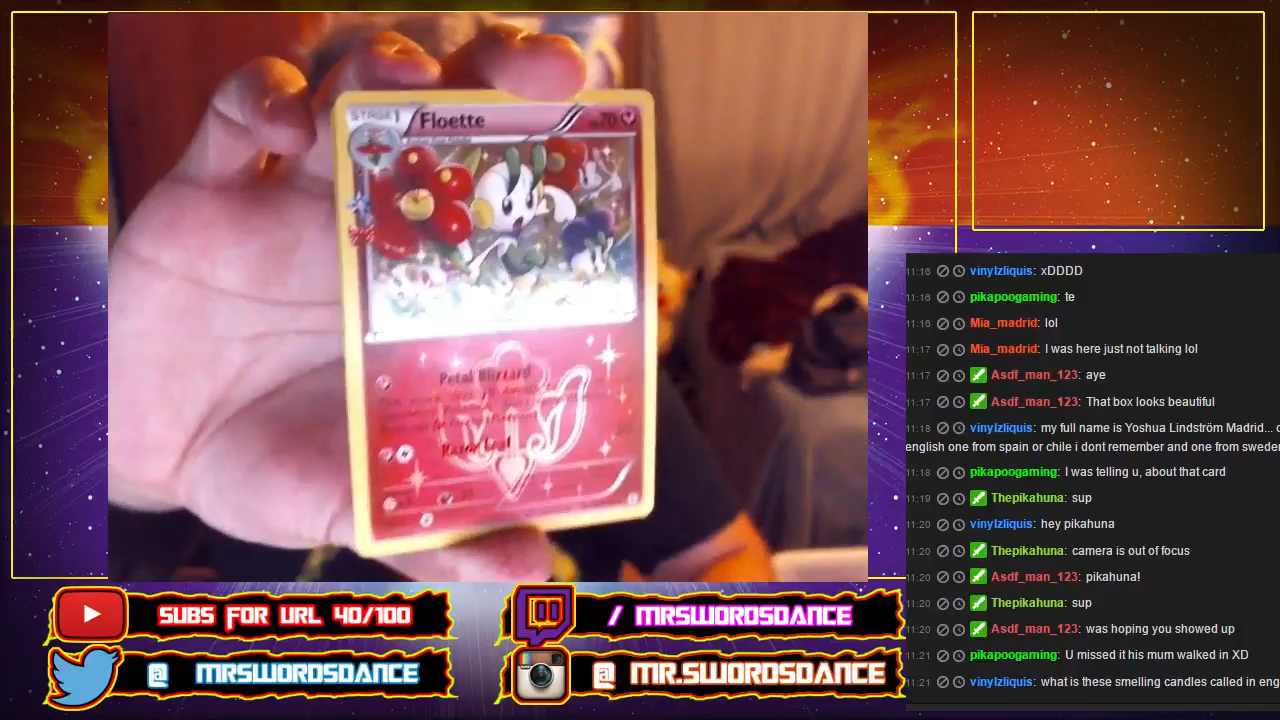 STAGE 1
Floette
HP 70
Petal Blizzard
Razor Leaf
11:16 vinylzliquis: xDDDD
11:16 pikapoogaming: te
11:16 Mia_madrid: lol
11:17 Mia_madrid: I was here just not talking lol
11:17 Asdf_man_123: aye
11:17 Asdf_man_123: That box looks beautiful
11:18 vinylzliquis: my full name is Yoshua Lindström Madrid...
english one from spain or chile i dont remember and one from swede
11:18 pikapoogaming: I was telling u, about that card
11:19 Thepikahuna: sup
11:20 vinylzliquis: hey pikahuna
11:20 Thepikahuna: camera is out of focus
11:20 Asdf_man_123: pikahuna!
11:20 Thepikahuna: sup
11:20 Asdf_man_123: was hoping you showed up
11:21 pikapoogaming: U missed it his mum walked in XD
11:21 vinylzliquis: what is these smelling candles called in eng
SUBS FOR URL 40/100
/ MRSWORDSDANCE
@ MRSWORDSDANCE
@ MR.SWORDSDANCE